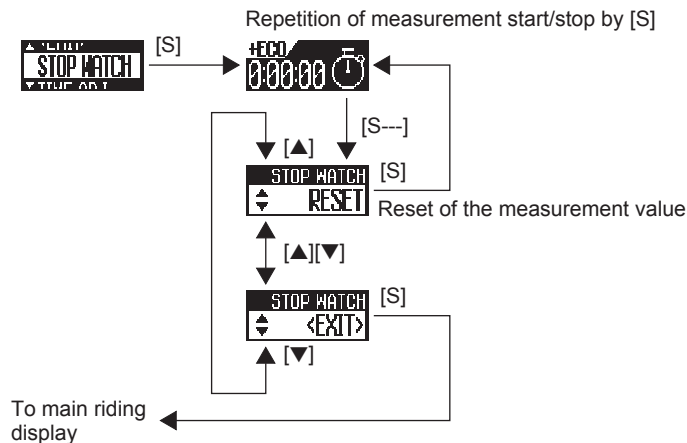 Repetition of measurement start/stop by [S]
[S]
STOP WATCH
+ECO
0:00:00
[S---]
[▲]
STOP WATCH
[S]
RESET
Reset of the measurement value
[▲][▼]
STOP WATCH
[S]
<EXIT>
[▼]
To main riding
display